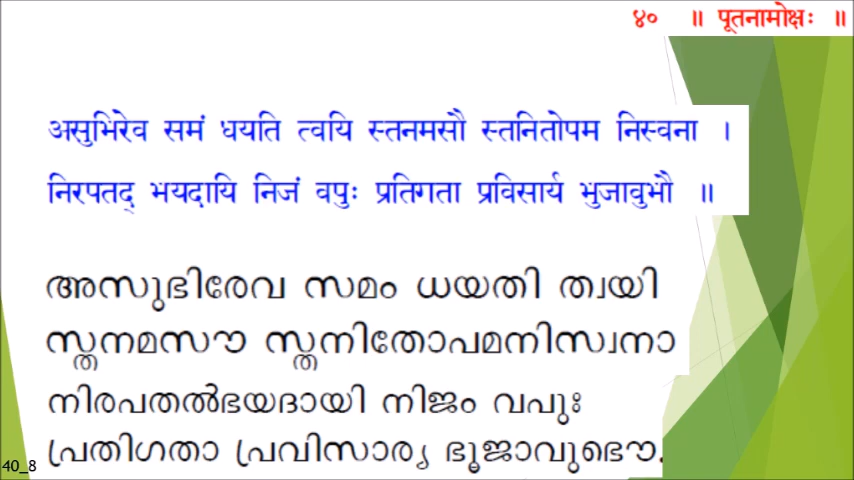 ४० ॥ पूतनामोक्षः ॥
असुभिरेव समं धयति त्वयि स्तनमसौ स्तनितोपम निस्वना ।
निरपतद् भयदायि निजं वपुः प्रतिगता प्रविसार्य भुजावुभौ ॥
അസുഭിരേവ സമം ധയതി ത്വയി
സ്തനമസൗ സ്തനിതോപമനിസ്വനാ
നിരപതൽഭയദായി നിജം വപുഃ
പ്രതിഗതാ പ്രവിസാര്യ ഭൂജാവുഭൌ.
40_8